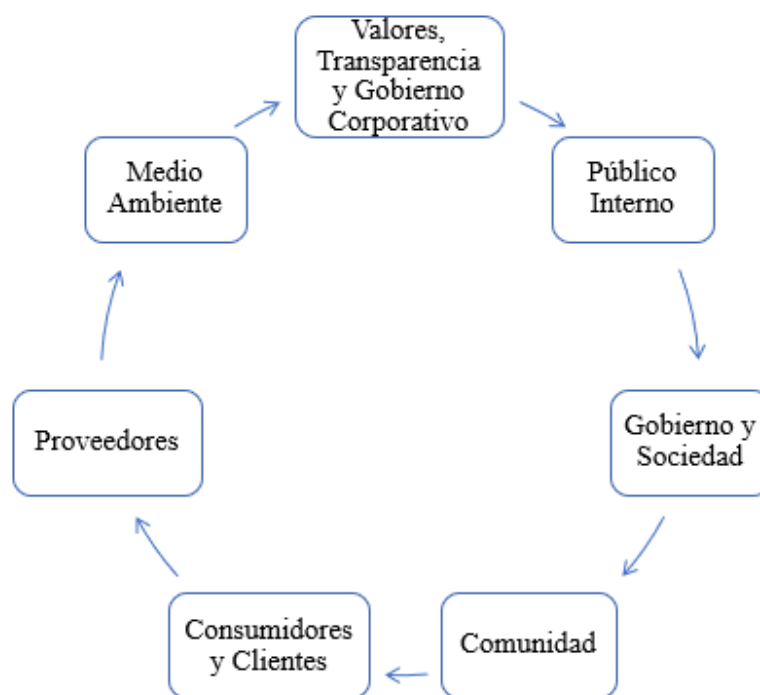 Valores,
Transparencia
y Gobierno
Corporativo
Público
Interno
Gobierno y
Sociedad
Comunidad
Consumidores
y Clientes
Proveedores
Medio
Ambiente